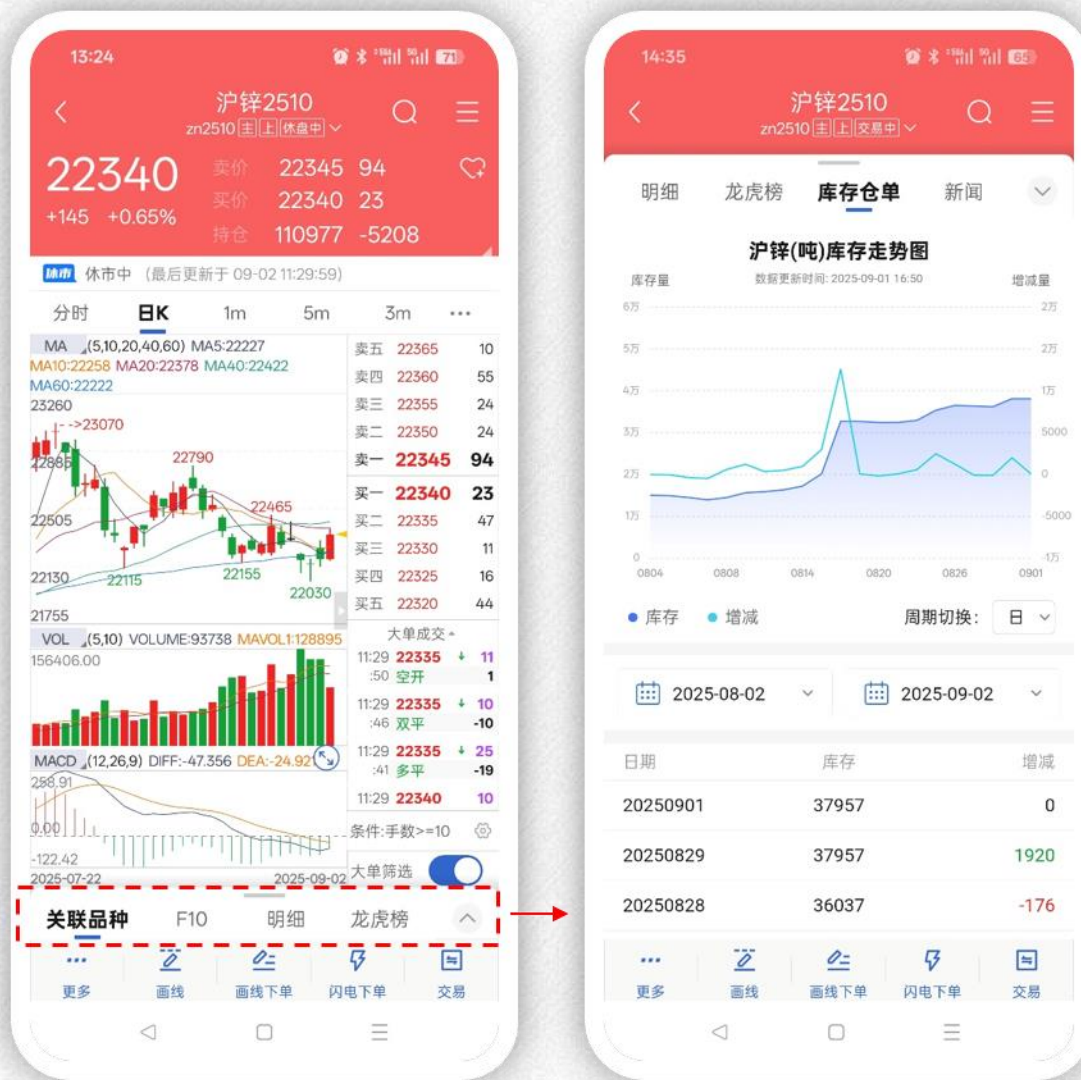 13:24
71
沪锌2510
zn2510 主 上 休盘中
22340
+145 +0.65%
卖价 22345 94
买价 22340 23
持仓 110977 -5208
休市 休市中 (最后更新于 09-02 11:29:59)
分时 日K 1m 5m 3m ...
MA (5,10,20,40,60) MA5:22227
MA10:22258 MA20:22378 MA40:22422
MA60:22222
23260
-->23070
22885
22790
22505
22465
22130
22115
22155
22030
21755
卖五 22365 10
卖四 22360 55
卖三 22355 24
卖二 22350 24
卖一 22345 94
买一 22340 23
买二 22335 47
买三 22330 11
买四 22325 16
买五 22320 44
VOL (5,10) VOLUME:93738 MAVOL1:128895
156406.00
大单成交
11:29 22335 ↓ 11
:50 空开 1
11:29 22335 ↓ 10
:46 双平 -10
11:29 22335 ↓ 25
:41 多平 -19
11:29 22340 10
MACD (12,26,9) DIFF:-47.356 DEA:-24.92
258.91
0.00
-122.42
2025-07-22 2025-09-02
条件:手数>=10
大单筛选
关联品种 F10 明细 龙虎榜
更多 画线 画线下单 闪电下单 交易
14:35
65
沪锌2510
zn2510 主 上 交易中
明细 龙虎榜 库存仓单 新闻
沪锌(吨)库存走势图
库存量 数据更新时间: 2025-09-01 16:50 增减量
6万 2万
5万 2万
4万 1万
3万 5000
2万 0
1万 -5000
0 -1万
0804 0808 0814 0820 0826 0901
库存 增减 周期切换: 日
2025-08-02 2025-09-02
日期 库存 增减
20250901 37957 0
20250829 37957 1920
20250828 36037 -176
更多 画线 画线下单 闪电下单 交易